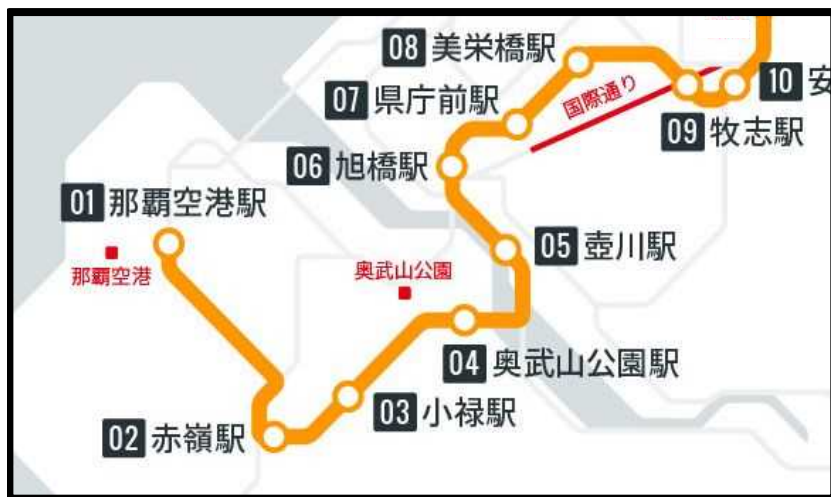 08 美栄橋駅
07 県庁前駅
国際通り
10 安
09 牧志駅
06 旭橋駅
01 那覇空港駅
05 壺川駅
那覇空港
奥武山公園
04 奥武山公園駅
03 小禄駅
02 赤嶺駅